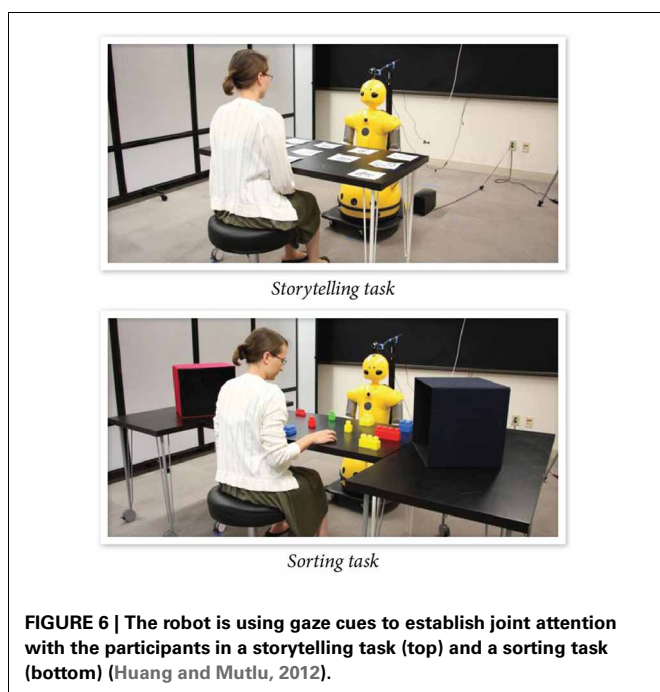 Storytelling task
Sorting task
FIGURE 6 | The robot is using gaze cues to establish joint attention
with the participants in a storytelling task (top) and a sorting task
(bottom) (Huang and Mutlu, 2012).